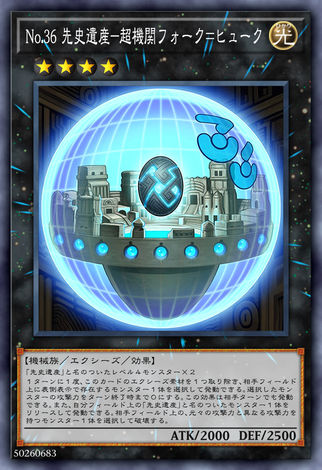 No.36 先史遺産-超機関フォーク=ヒューク
光
36
【機械族/エクシーズ/効果】
「先史遺産」と名のついたレベル4モンスター×2
1ターンに1度、このカードのエクシーズ素材を1つ取り除き、相手フィールド
上に表側表示で存在するモンスター1体を選択して発動できる。選択したモン
スターの攻撃力をターン終了時まで0にする。この効果は相手ターンでも発動
できる。また、自分フィールド上の「先史遺産」と名のついたモンスター1体を
リリースして発動できる。相手フィールド上の、元々の攻撃力と異なる攻撃力を
持つモンスター1体を選択して破壊する。
ATK/2000 DEF/2500
50260683